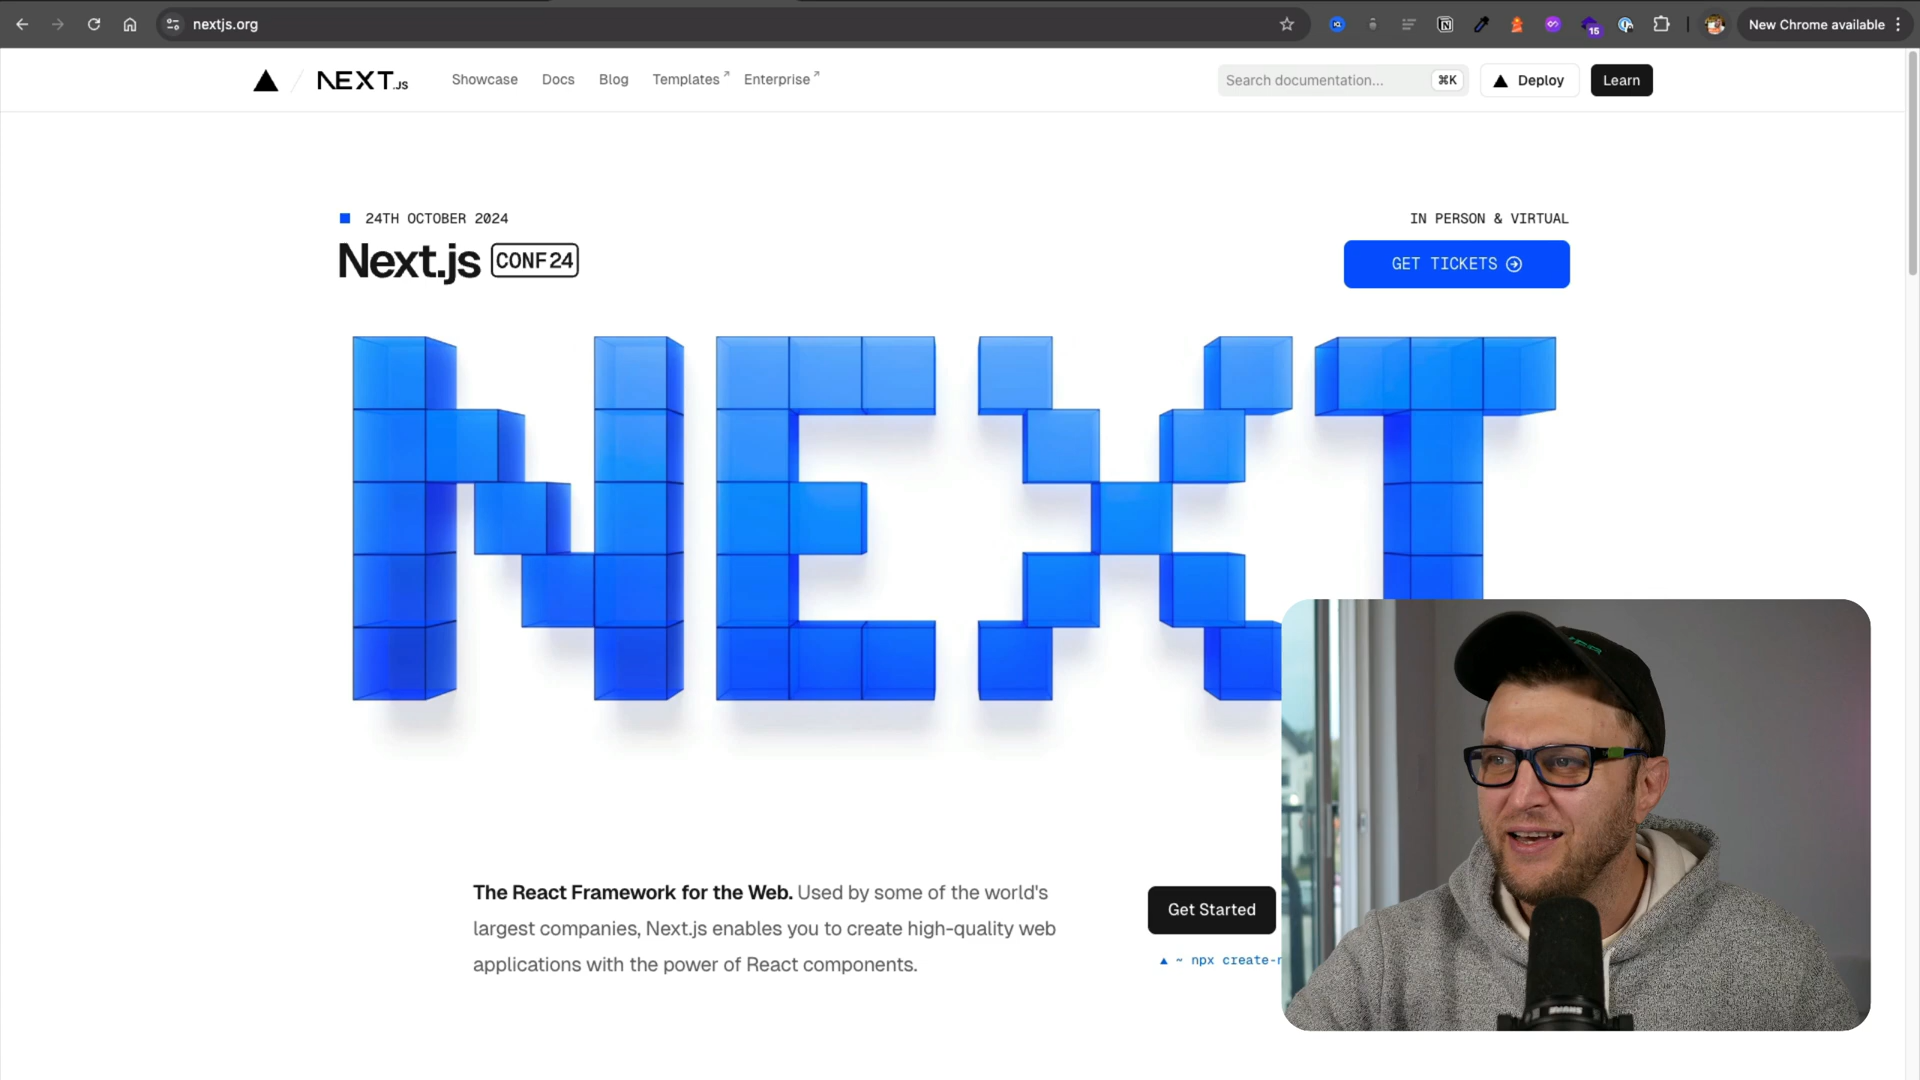 nextjs.org
15
New Chrome available
NEXT.JS
Showcase
Docs
Blog
Templates
Enterprise
Search documentation...
⌘K
Deploy
Learn
24TH OCTOBER 2024
IN PERSON & VIRTUAL
Next.js CONF24
GET TICKETS
NEXT
The React Framework for the Web. Used by some of the world's
largest companies, Next.js enables you to create high-quality web
applications with the power of React components.
Get Started
▲ ~ npx create-